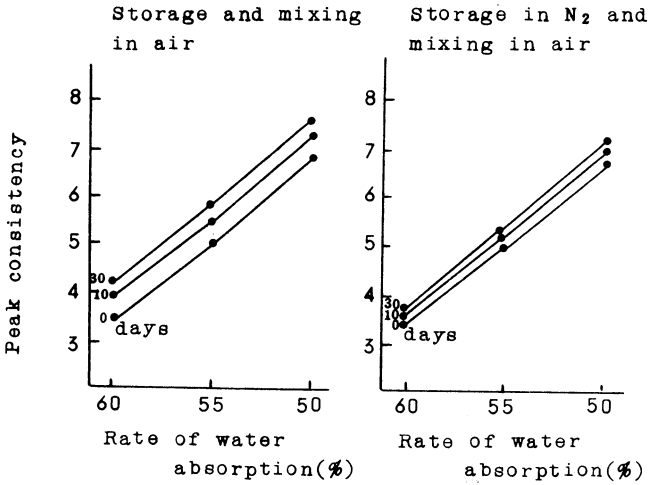 Storage and mixing
in air
Storage in N₂ and
mixing in air
Peak consistency
8
7
6
5
4
3
30
10
0 days
60 55 50
Rate of water
absorption(%)
8
7
6
5
4
3
30
10
0 days
60 55 50
Rate of water
absorption(%)